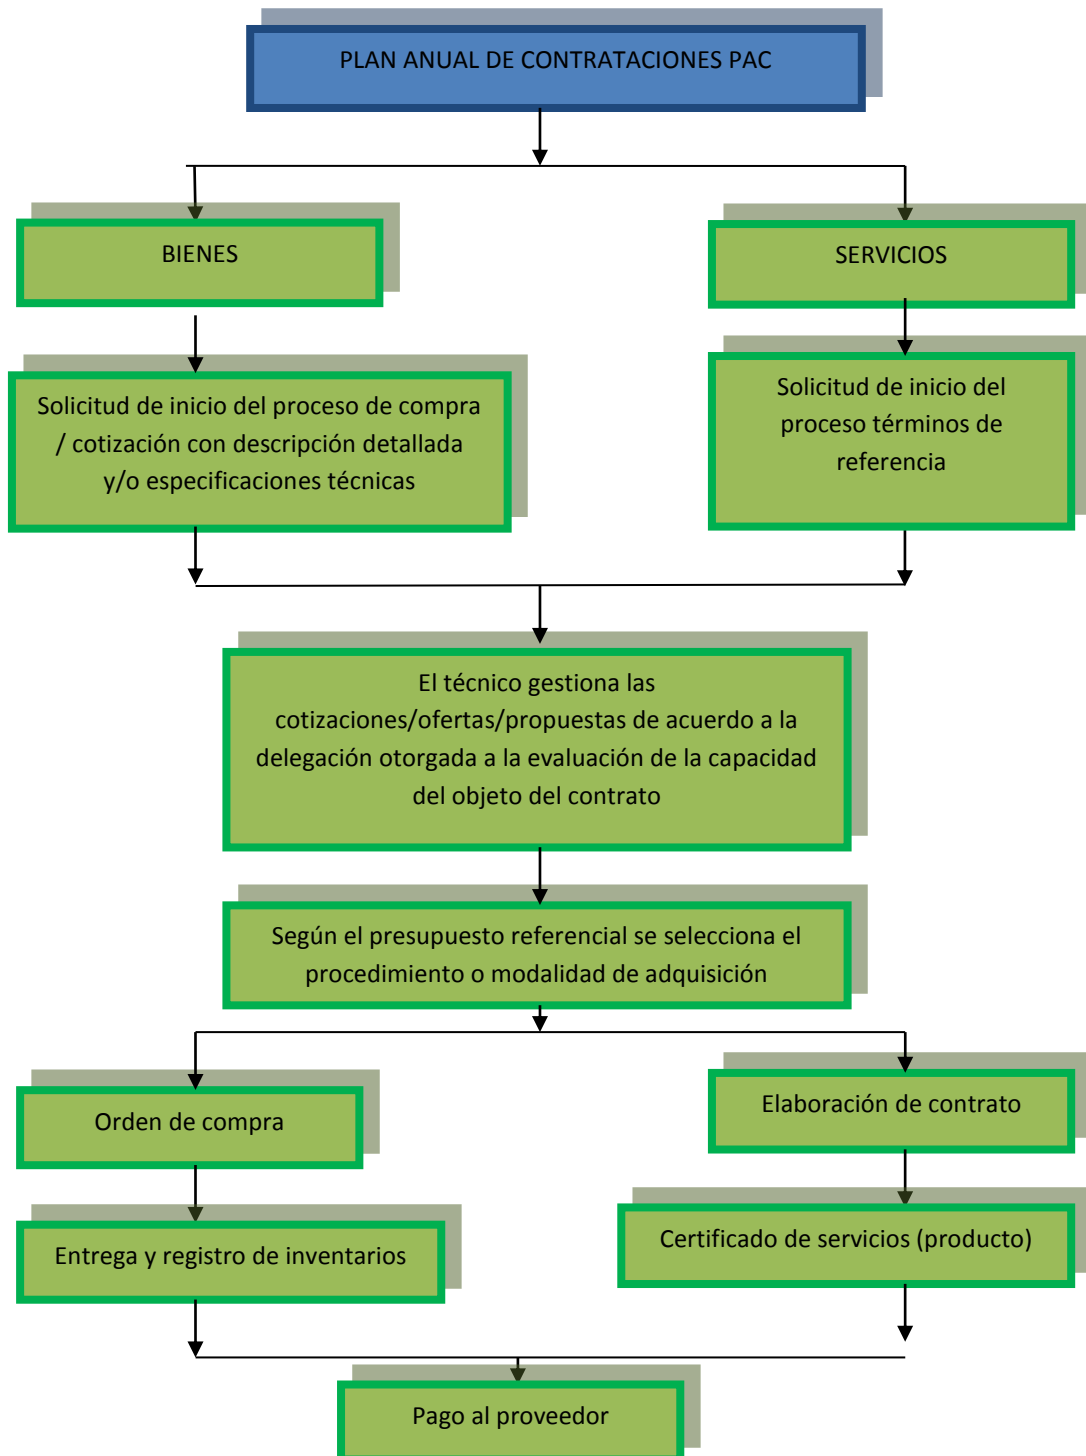 PLAN ANUAL DE CONTRATACIONES PAC
BIENES
SERVICIOS
Solicitud de inicio del proceso de compra
/ cotización con descripción detallada
y/o especificaciones técnicas
Solicitud de inicio del
proceso términos de
referencia
El técnico gestiona las
cotizaciones/ofertas/propuestas de acuerdo a la
delegación otorgada a la evaluación de la capacidad
del objeto del contrato
Según el presupuesto referencial se selecciona el
procedimiento o modalidad de adquisición
Orden de compra
Elaboración de contrato
Entrega y registro de inventarios
Certificado de servicios (producto)
Pago al proveedor